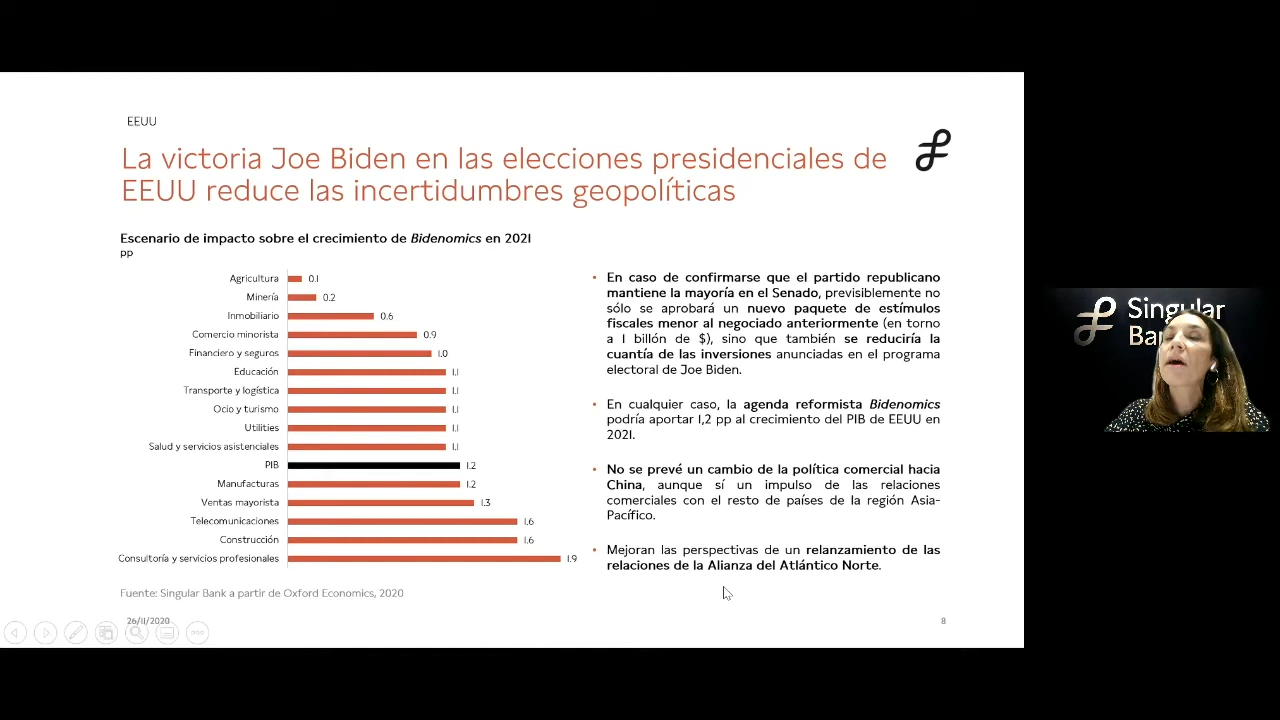 EEUU
La victoria Joe Biden en las elecciones presidenciales de
EEUU reduce las incertidumbres geopolíticas
Escenario de impacto sobre el crecimiento de Bidenomics en 2021
pp
Agricultura 0.1
Minería 0.2
Inmobiliario 0.6
Comercio minorista 0.9
Financiero y seguros 1.0
Educación 1.1
Transporte y logística 1.1
Ocio y turismo 1.1
Utilities 1.1
Salud y servicios asistenciales 1.1
PIB 1.2
Manufacturas 1.2
Ventas mayorista 1.3
Telecomunicaciones 1.6
Construcción 1.6
Consultoría y servicios profesionales 1.9
Fuente: Singular Bank a partir de Oxford Economics, 2020
• En caso de confirmarse que el partido republicano
mantiene la mayoría en el Senado, previsiblemente no
sólo se aprobará un nuevo paquete de estímulos
fiscales menor al negociado anteriormente (en torno
a 1 billón de $), sino que también se reduciría la
cuantía de las inversiones anunciadas en el programa
electoral de Joe Biden.
• En cualquier caso, la agenda reformista Bidenomics
podría aportar 1,2 pp al crecimiento del PIB de EEUU en
2021.
• No se prevé un cambio de la política comercial hacia
China, aunque sí un impulso de las relaciones
comerciales con el resto de países de la región Asia-
Pacífico.
• Mejoran las perspectivas de un relanzamiento de las
relaciones de la Alianza del Atlántico Norte.
26/11/2020
8
Singular
Ba